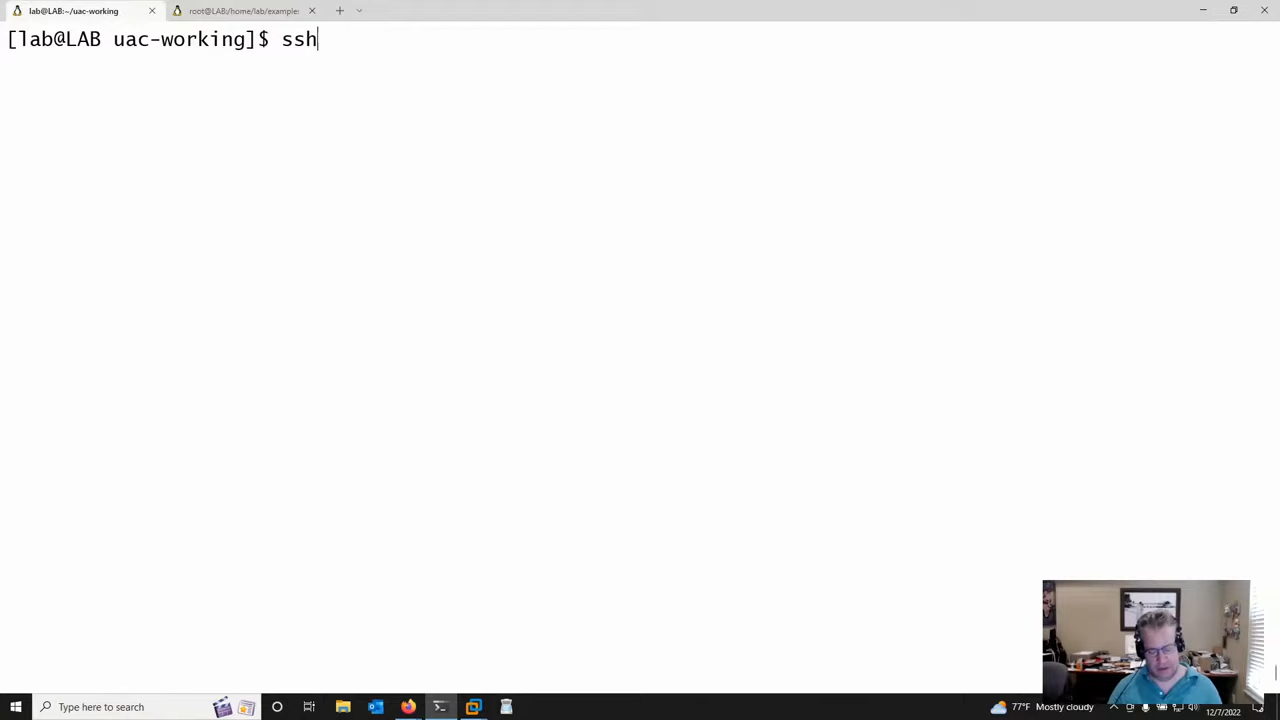 lab@LAB:~/uac-working
root@LAB:/home/lab/example:
[lab@LAB uac-working]$ ssh
Type here to search
77°F Mostly cloudy
12/7/2022